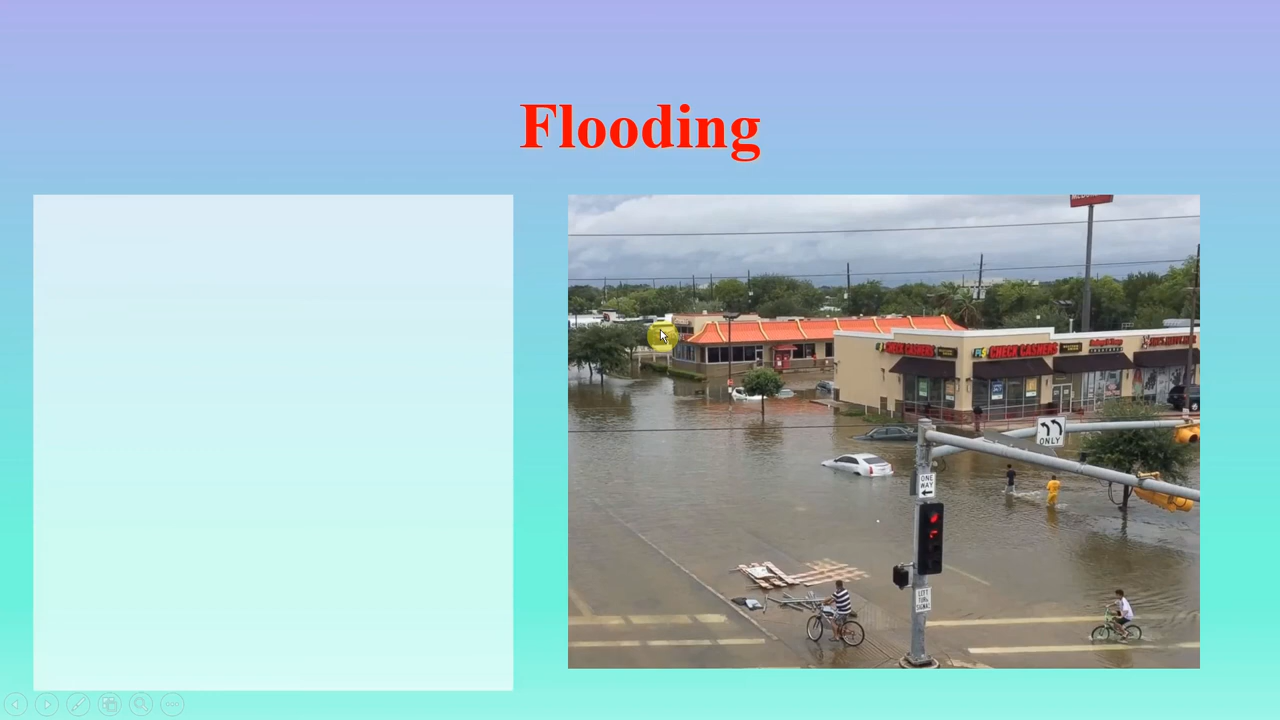 Flooding
CHECK CASHERS
CHECK CASHERS
ONLY
ONE
WAY
LEFT
TURN
SIGNAL